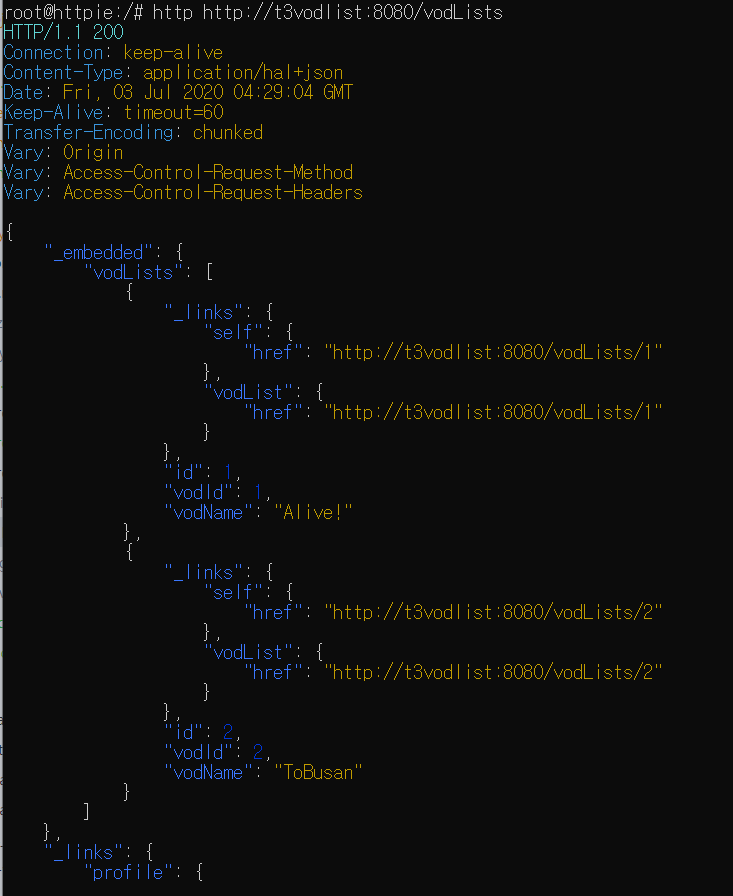 root@httpie:/# http http://t3vodlist:8080/vodLists
HTTP/1.1 200
Connection: keep-alive
Content-Type: application/hal+json
Date: Fri, 03 Jul 2020 04:29:04 GMT
Keep-Alive: timeout=60
Transfer-Encoding: chunked
Vary: Origin
Vary: Access-Control-Request-Method
Vary: Access-Control-Request-Headers

{
    "_embedded": {
        "vodLists": [
            {
                "_links": {
                    "self": {
                        "href": "http://t3vodlist:8080/vodLists/1"
                    },
                    "vodList": {
                        "href": "http://t3vodlist:8080/vodLists/1"
                    }
                },
                "id": 1,
                "vodId": 1,
                "vodName": "Alive!"
            },
            {
                "_links": {
                    "self": {
                        "href": "http://t3vodlist:8080/vodLists/2"
                    },
                    "vodList": {
                        "href": "http://t3vodlist:8080/vodLists/2"
                    }
                },
                "id": 2,
                "vodId": 2,
                "vodName": "ToBusan"
            }
        ]
    },
    "_links": {
        "profile": {